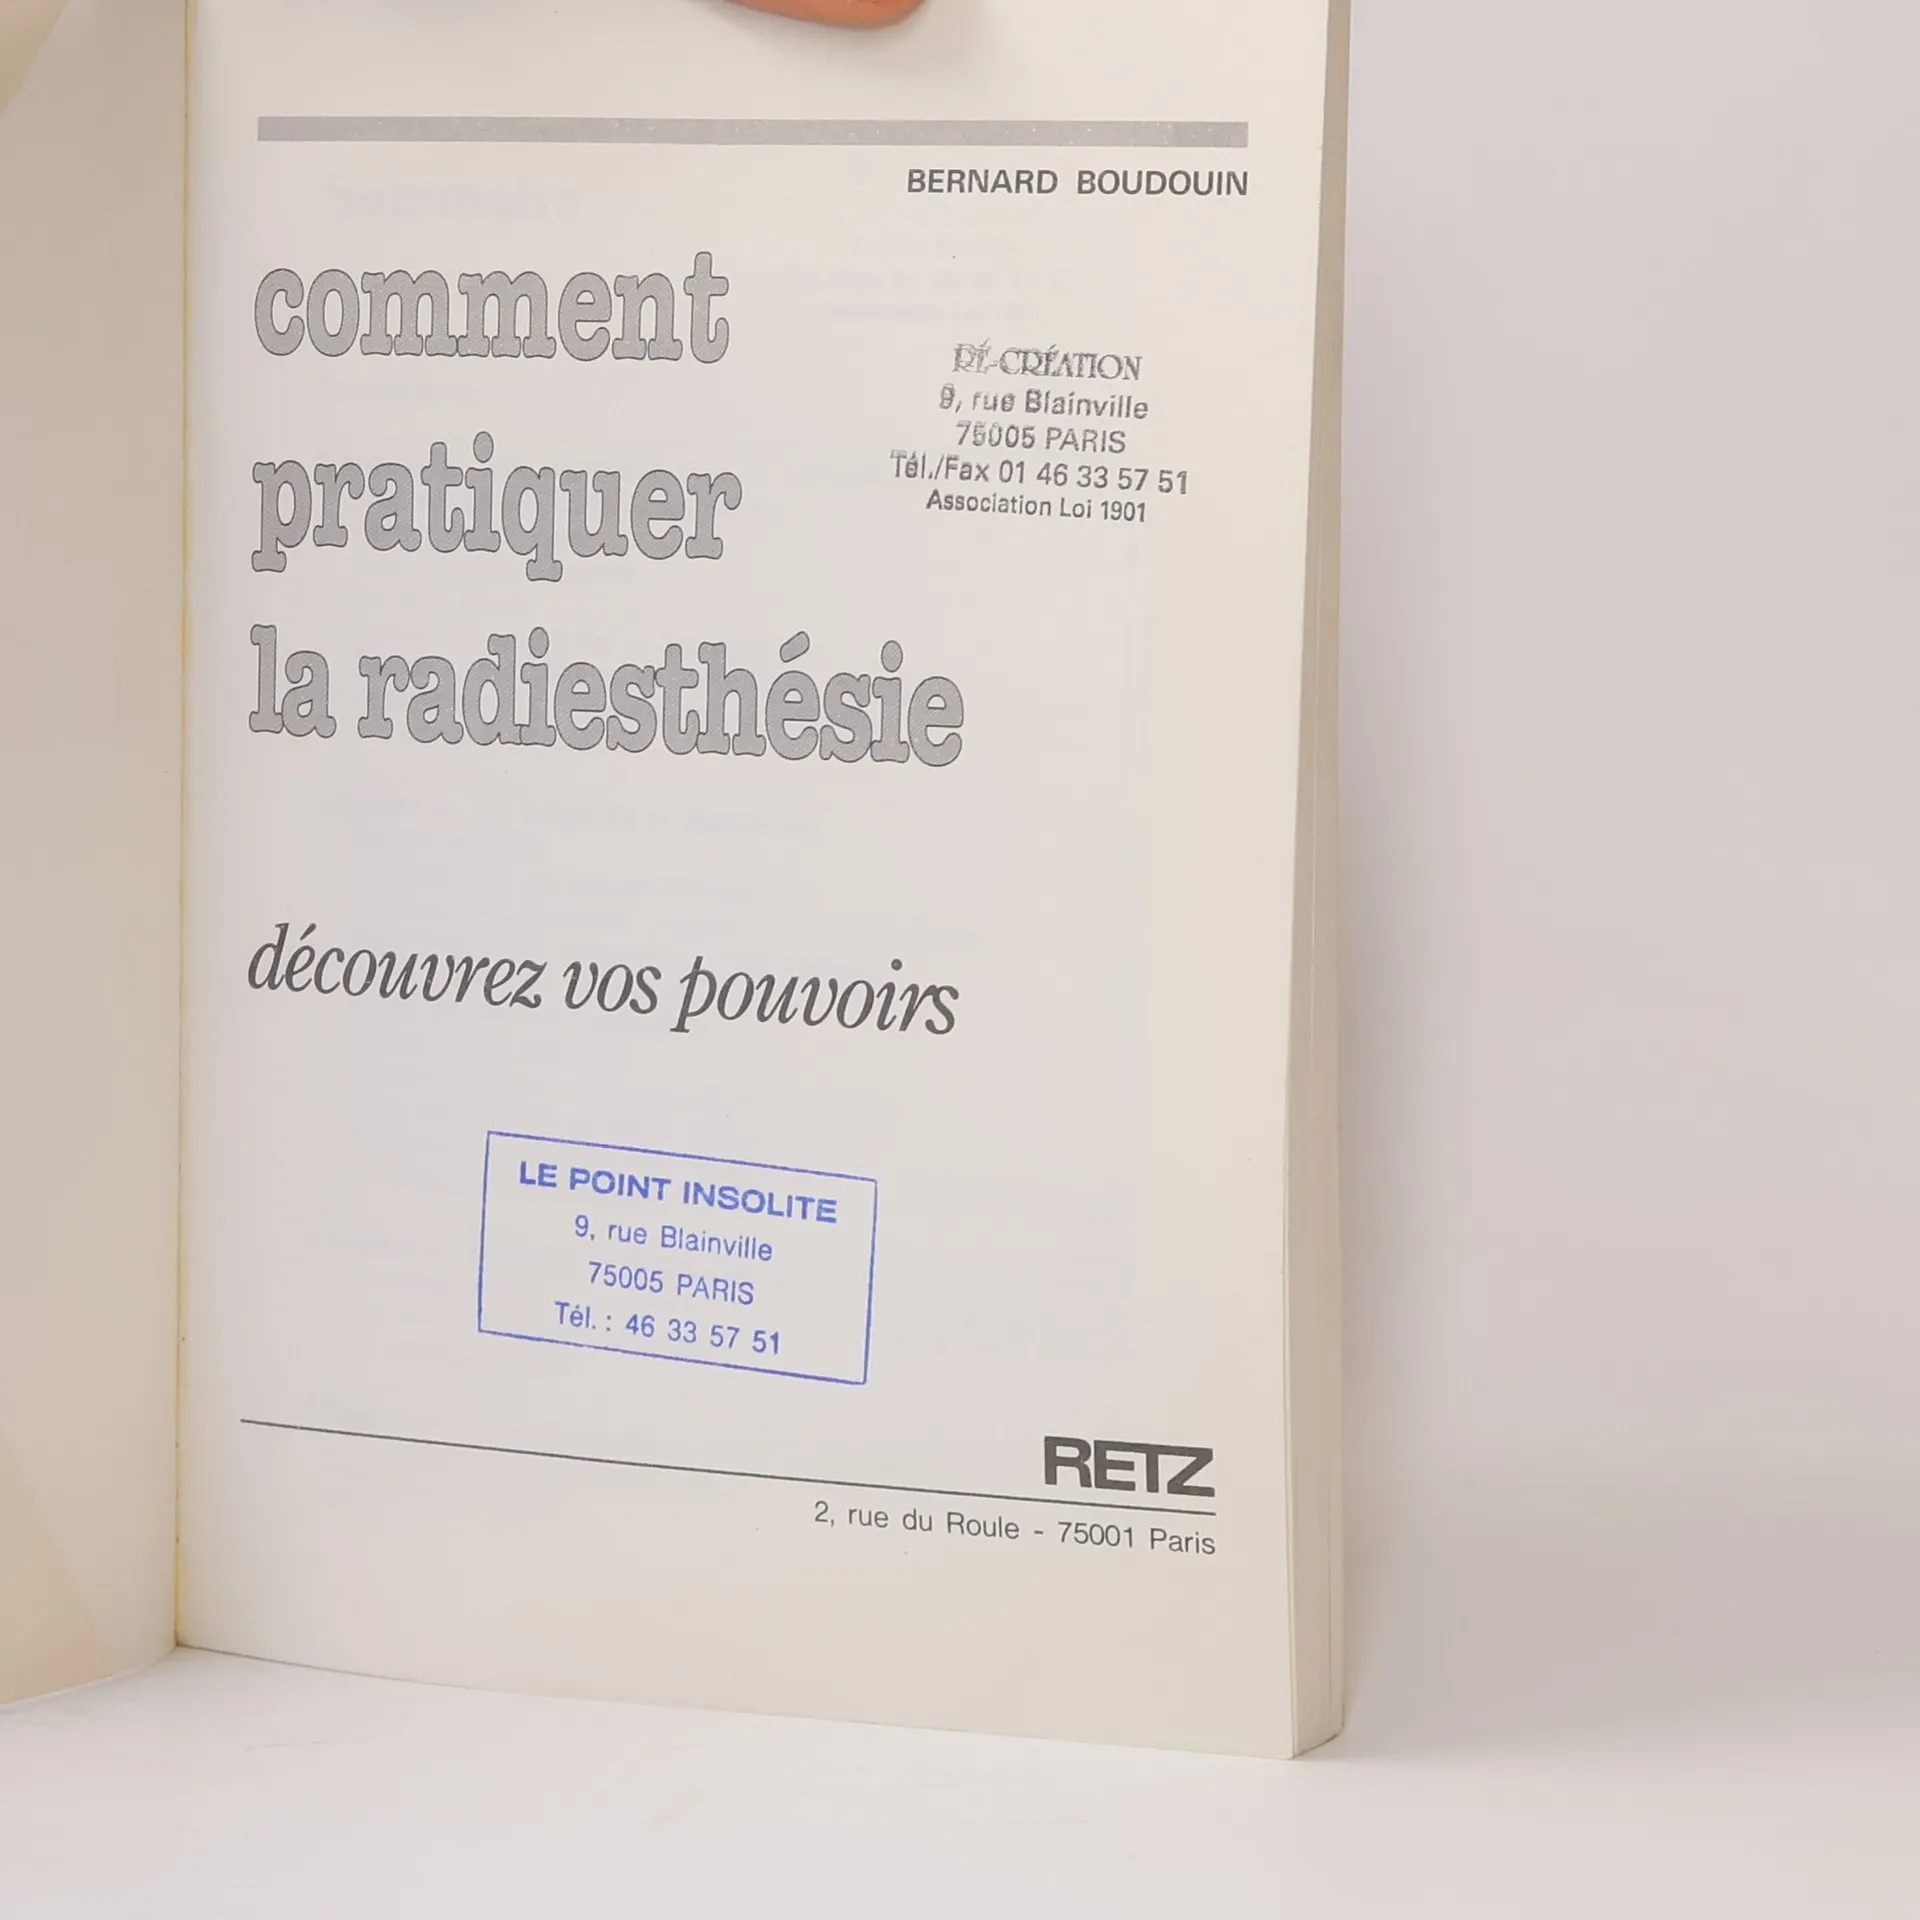 BERNARD BOUDOUIN
comment
pratiquer
la radiesthésie
RÉ-CRÉATION
9, rue Blainville
75005 PARIS
Tél./Fax 01 46 33 57 51
Association Loi 1901
découvrez vos pouvoirs
LE POINT INSOLITE
9, rue Blainville
75005 PARIS
Tél. : 46 33 57 51
RETZ
2, rue du Roule - 75001 Paris